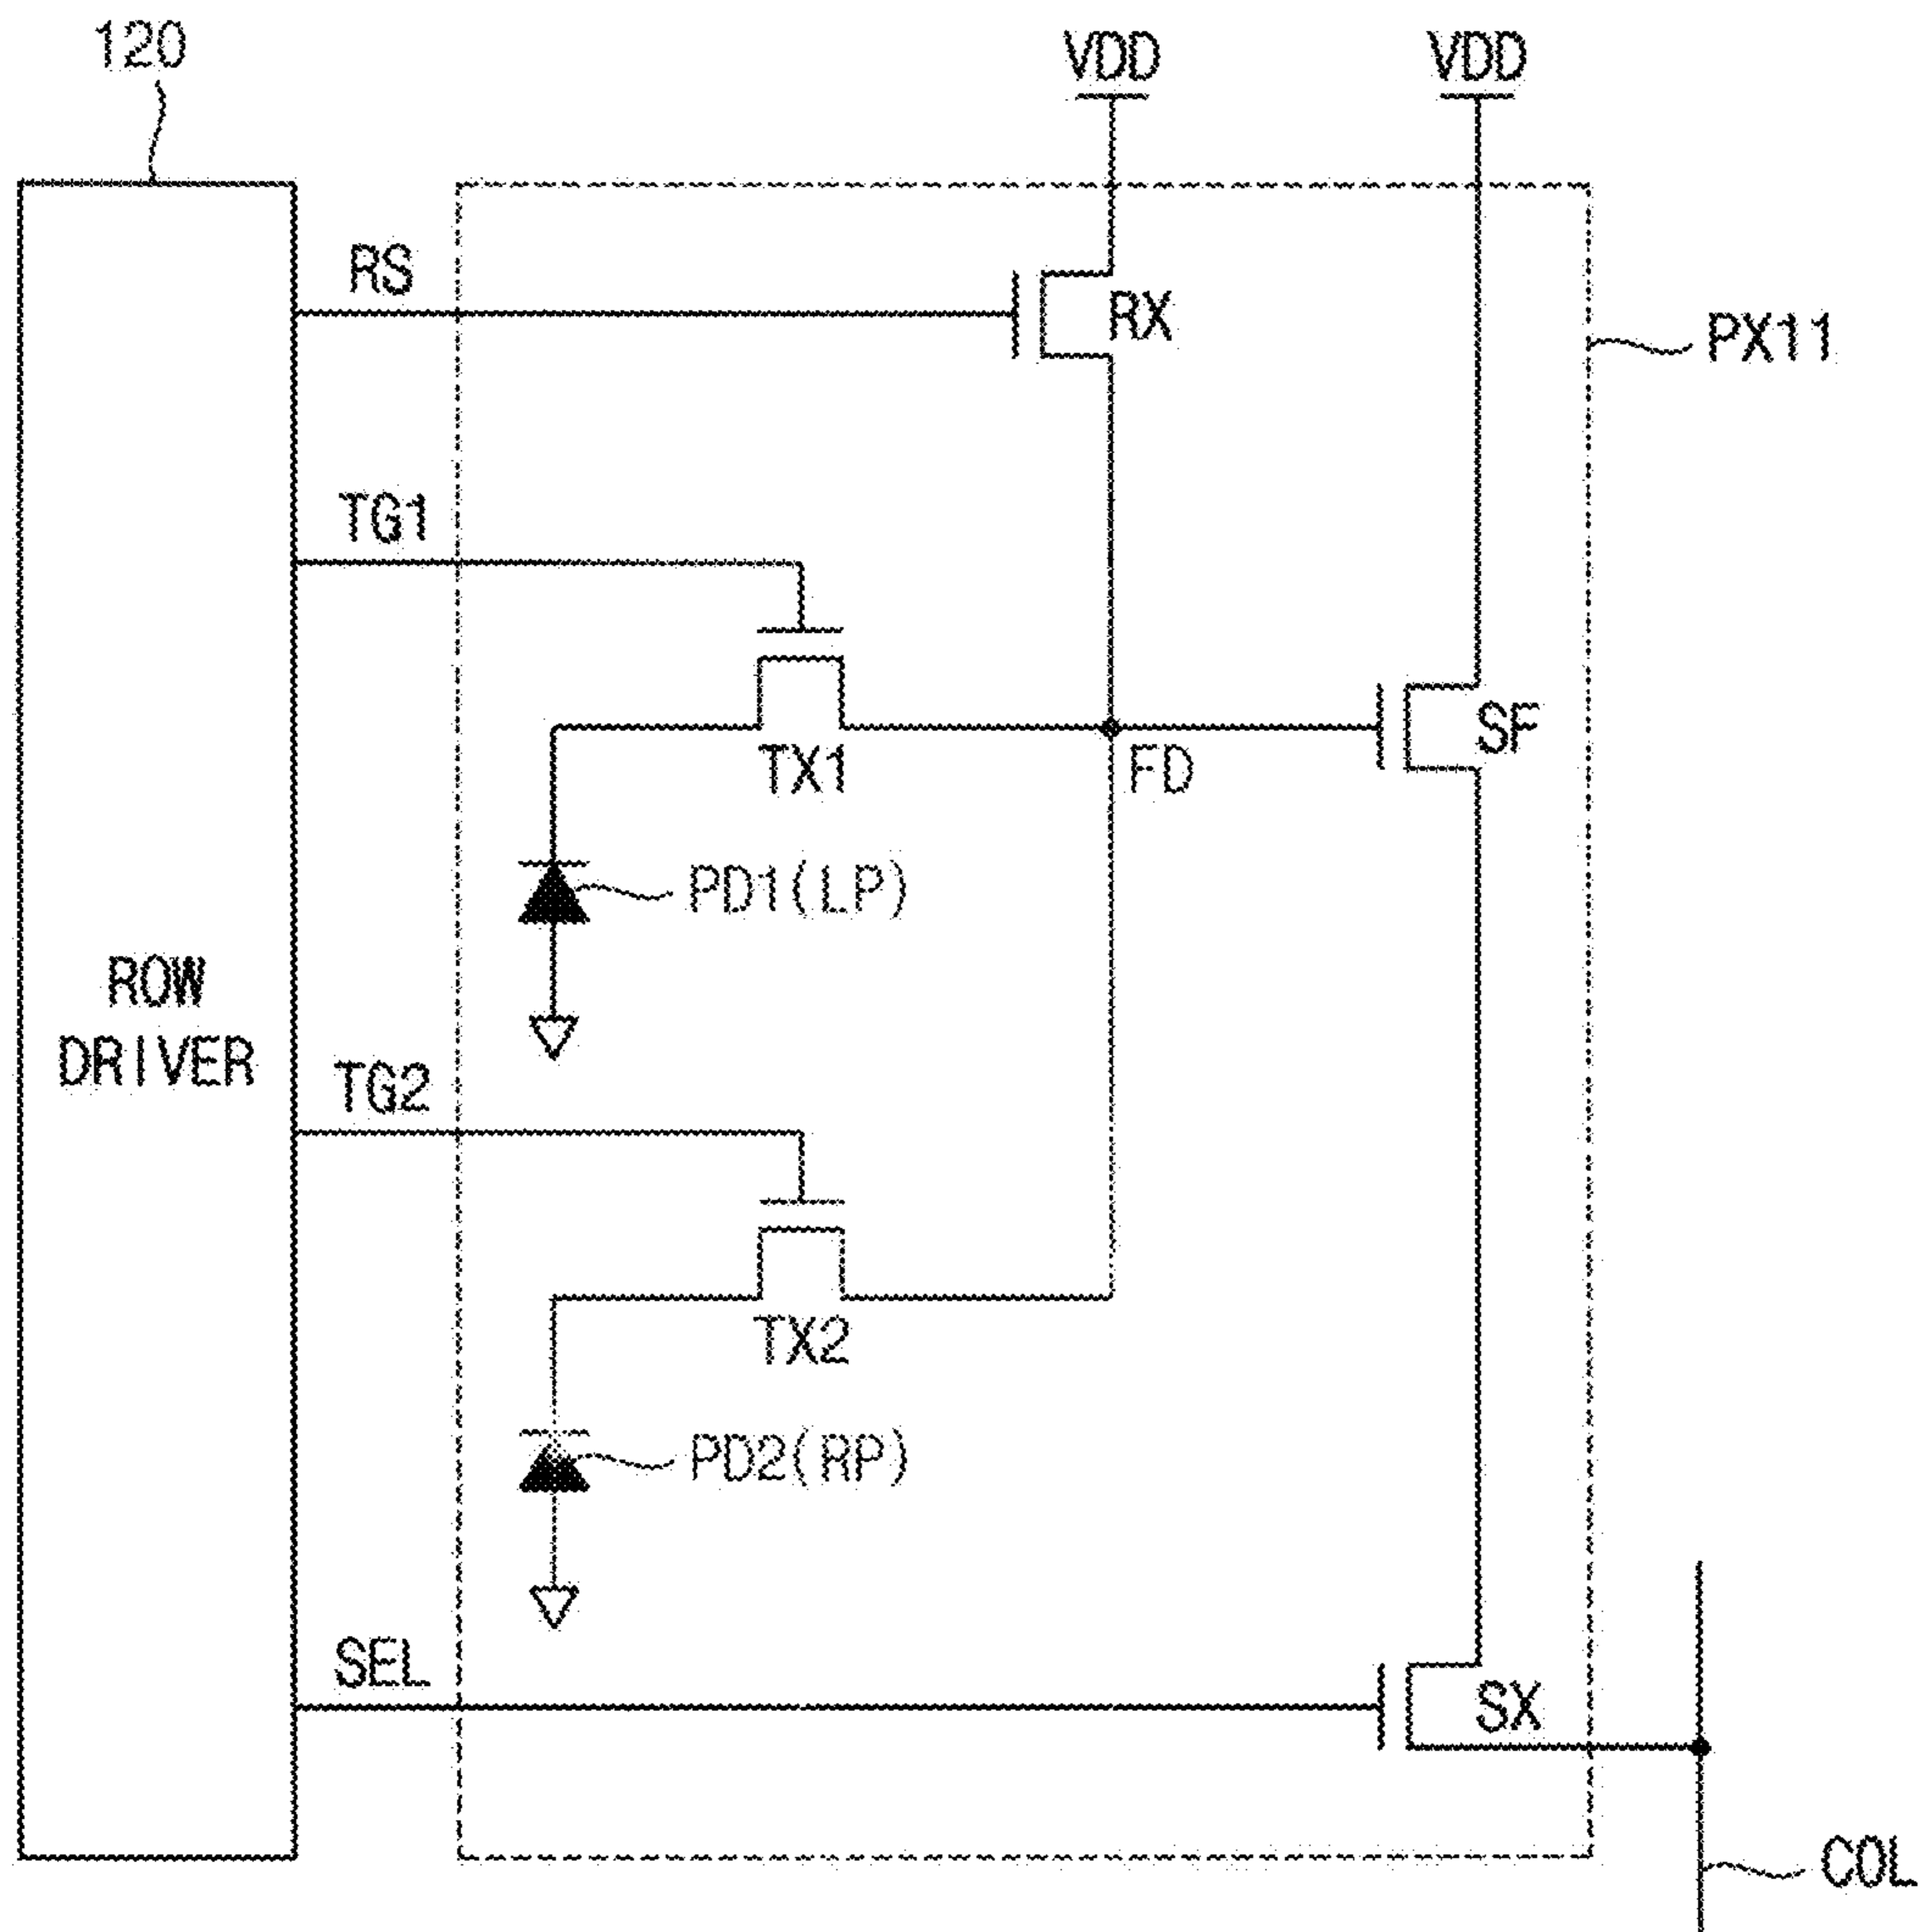 120
VDD
VDD
RS
RX
PX11
TG1
SF
TX1
FD
PD1(LP)
ROW
DRIVER
TG2
TX2
PD2(RP)
SEL
SX
COL